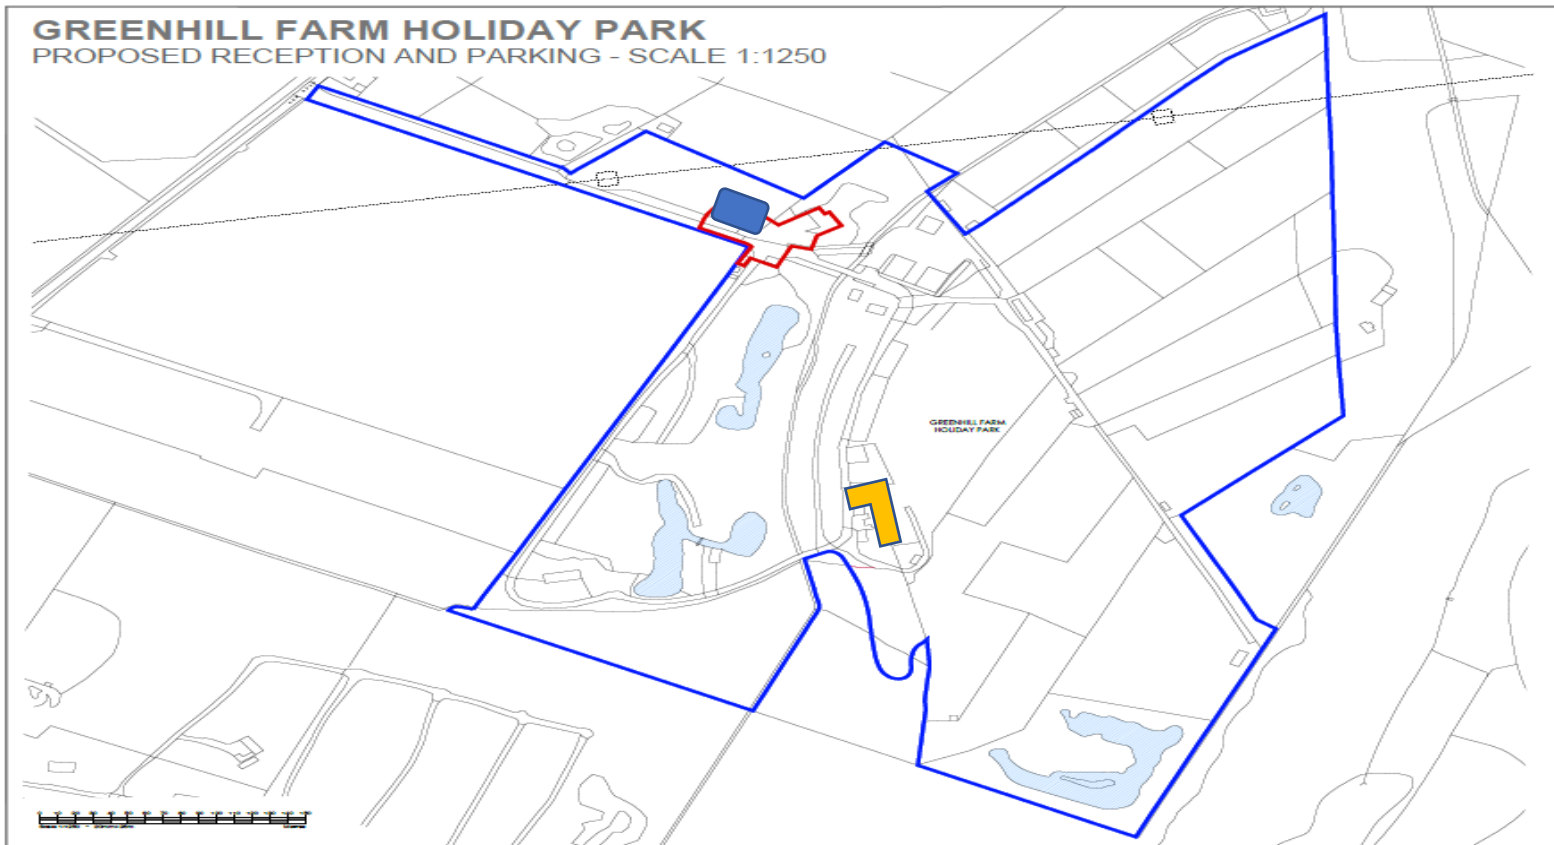 GREENHILL FARM HOLIDAY PARK
PROPOSED RECEPTION AND PARKING - SCALE 1:1250
GREENHILL FARM
HOLIDAY PARK